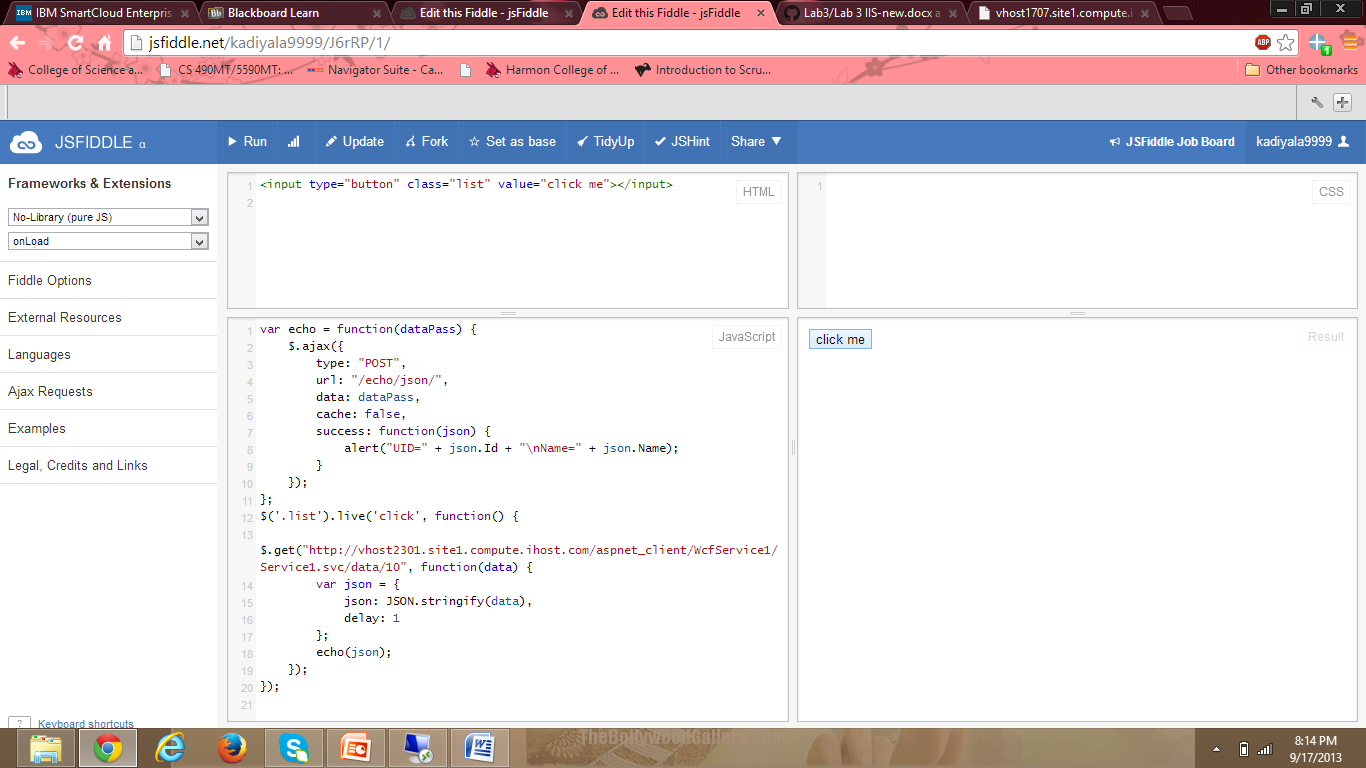 IBM IBM SmartCloud Enterpris
Bb Blackboard Learn
Edit this Fiddle - jsFiddle
Edit this Fiddle - jsFiddle
Lab3/Lab 3 IIS-new.docx a
vhost1707.site1.compute.i
jsfiddle.net/kadiyala9999/J6rRP/1/
ABP
1
College of Science a...
CS 490MT/5590MT: ...
Navigator Suite - Ca...
Harmon College of ...
Introduction to Scru...
Other bookmarks
JSFIDDLE α
Run
Update
Fork
Set as base
TidyUp
JSHint
Share
JSFiddle Job Board
kadiyala9999
Frameworks & Extensions
No-Library (pure JS)
onLoad
Fiddle Options
External Resources
Languages
Ajax Requests
Examples
Legal, Credits and Links
? Keyboard shortcuts
1 <input type="button" class="list" value="click me"></input>
2
HTML
1
CSS
JavaScript
1 var echo = function(dataPass) {
2 $.ajax({
3 type: "POST",
4 url: "/echo/json/",
5 data: dataPass,
6 cache: false,
7 success: function(json) {
8 alert("UID=" + json.Id + "\nName=" + json.Name);
9 }
10 });
11 };
12 $('.list').live('click', function() {
13
$.get("http://vhost2301.site1.compute.ihost.com/aspnet_client/WcfService1/
Service1.svc/data/10", function(data) {
14 var json = {
15 json: JSON.stringify(data),
16 delay: 1
17 };
18 echo(json);
19 });
20 });
21
click me
Result
8:14 PM
9/17/2013